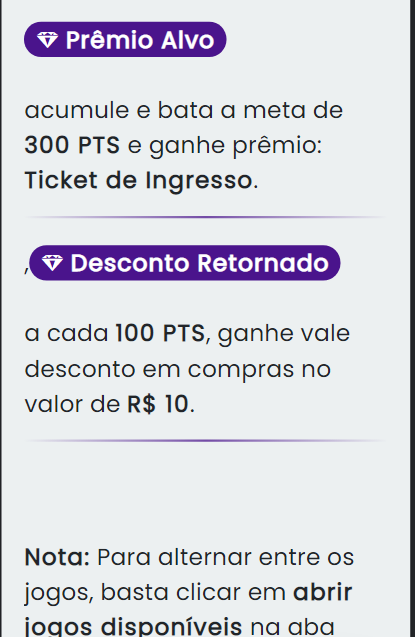 Prêmio Alvo
acumule e bata a meta de
300 PTS e ganhe prêmio:
Ticket de Ingresso.
,Desconto Retornado
a cada 100 PTS, ganhe vale
desconto em compras no
valor de R$ 10.
Nota: Para alternar entre os
jogos, basta clicar em abrir
jogos disponíveis na aba